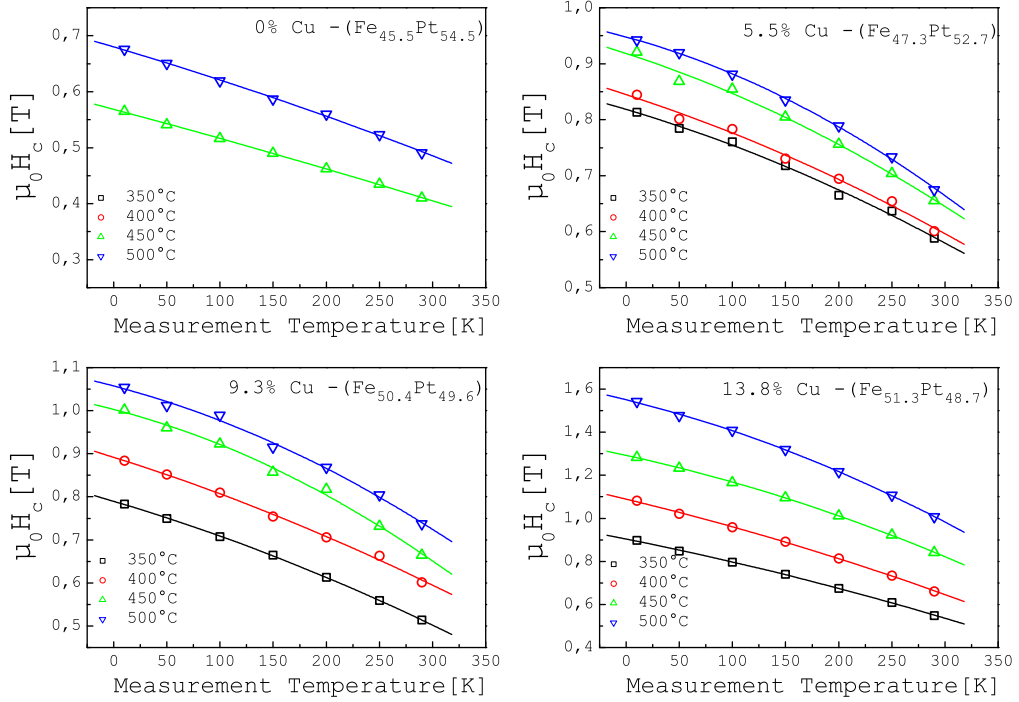 0% Cu -(Fe45.5Pt54.5)
0,7
0,6
0,5
0,4
0,3
μ0Hc[T]
350°C
400°C
450°C
500°C
0 50 100 150 200 250 300 350
Measurement Temperature[K]
5.5% Cu -(Fe47.3Pt52.7)
1,0
0,9
0,8
0,7
0,6
0,5
μ0Hc[T]
350°C
400°C
450°C
500°C
0 50 100 150 200 250 300 350
Measurement Temperature[K]
9.3% Cu -(Fe50.4Pt49.6)
1,1
1,0
0,9
0,8
0,7
0,6
0,5
μ0Hc[T]
350°C
400°C
450°C
500°C
0 50 100 150 200 250 300 350
Measurement Temperature[K]
13.8% Cu -(Fe51.3Pt48.7)
1,6
1,4
1,2
1,0
0,8
0,6
0,4
μ0Hc[T]
350°C
400°C
450°C
500°C
0 50 100 150 200 250 300 350
Measurement Temperature[K]